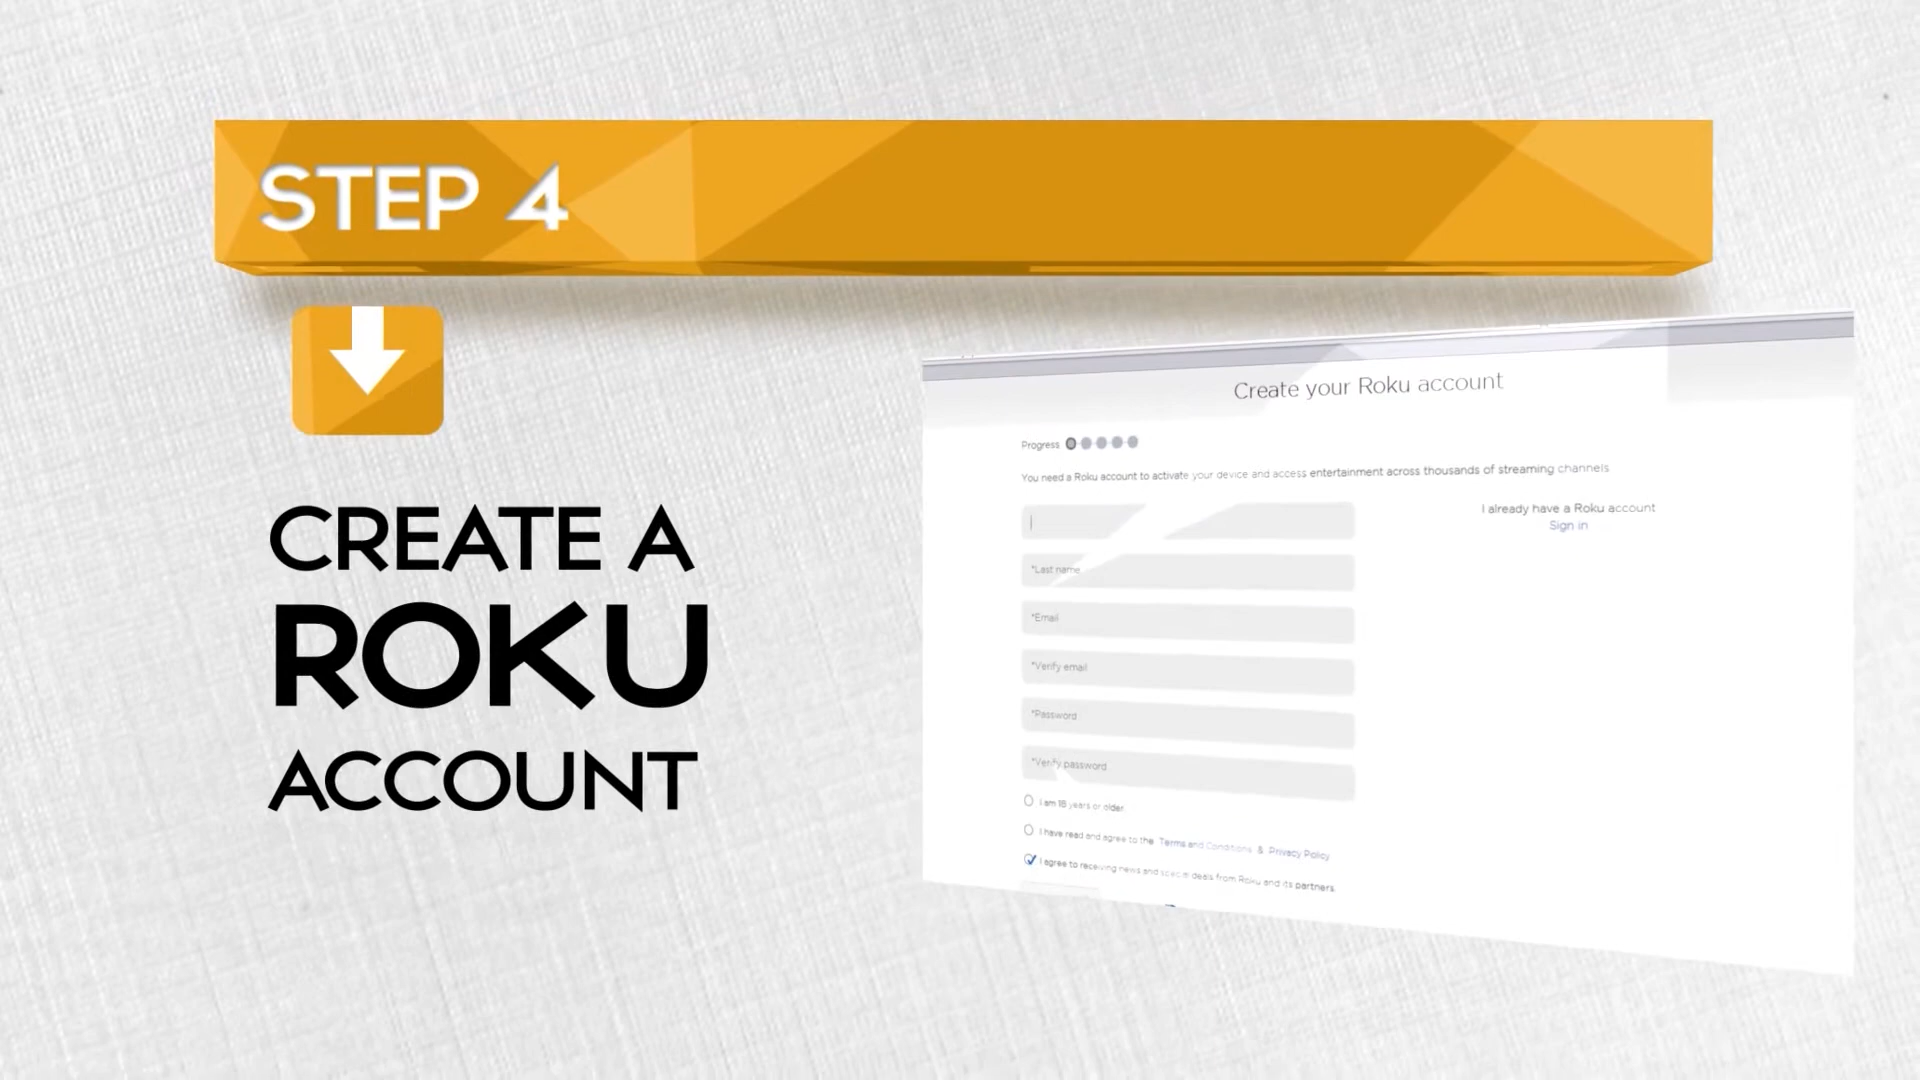 STEP 4
CREATE A
ROKU
ACCOUNT
Create your Roku account
Progress
You need a Roku account to activate your device and access entertainment across thousands of streaming channels
I already have a Roku account
Sign in
*Last name
*Email
*Verify email
*Password
*Verify password
I am 18 years or older.
I have read and agree to the Terms and Conditions & Privacy Policy
I agree to receiving news and special deals from Roku and its partners.